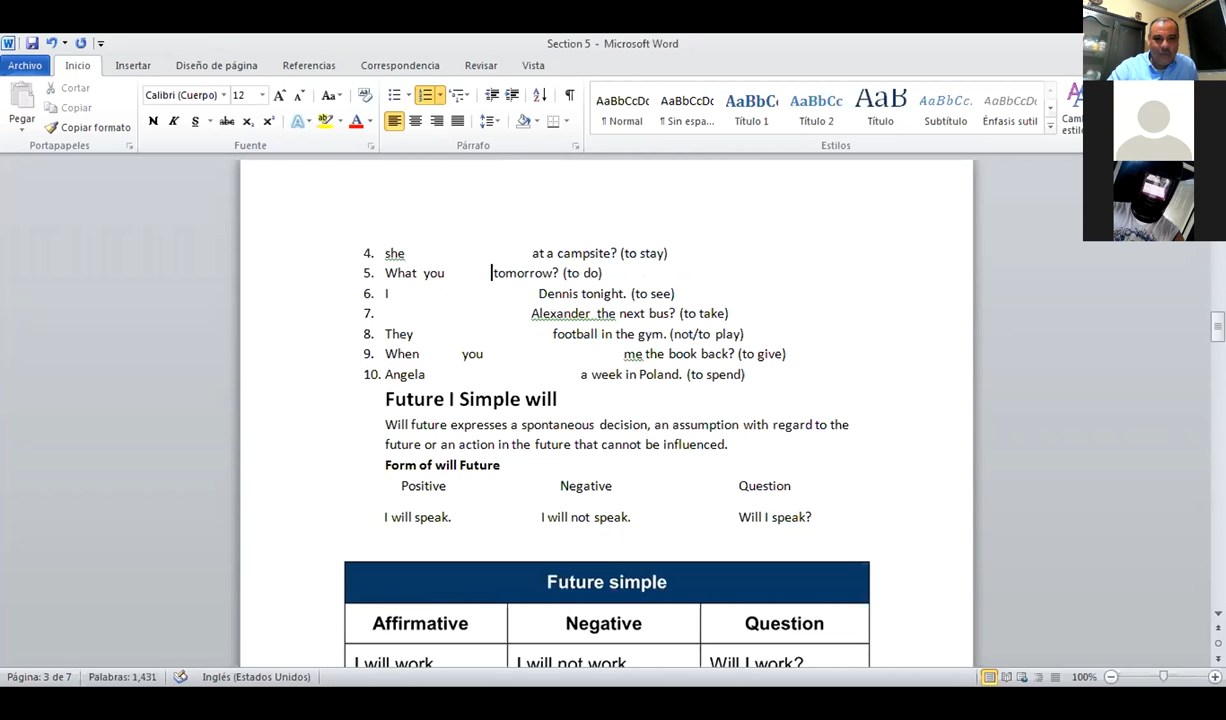 Section 5 - Microsoft Word
Archivo Inicio Insertar Diseño de página Referencias Correspondencia Revisar Vista
Pegar
Cortar
Copiar
Copiar formato
Portapapeles
Calibri (Cuerpo) 12
Fuente
Párrafo
AaBbCcDc AaBbCcDc AaBbCc AaBbCc AaB AaBbCc. AaBbCcDc
¶ Normal ¶ Sin espa... Título 1 Título 2 Título Subtítulo Énfasis sutil
Estilos
4. she at a campsite? (to stay)
5. What you tomorrow? (to do)
6. I Dennis tonight. (to see)
7. Alexander the next bus? (to take)
8. They football in the gym. (not/to play)
9. When you me the book back? (to give)
10. Angela a week in Poland. (to spend)
Future I Simple will
Will future expresses a spontaneous decision, an assumption with regard to the
future or an action in the future that cannot be influenced.
Form of will Future
Positive Negative Question
I will speak. I will not speak. Will I speak?
Future simple
Affirmative Negative Question
I will work I will not work Will I work?
Página: 3 de 7 Palabras: 1,431 Inglés (Estados Unidos) 100%